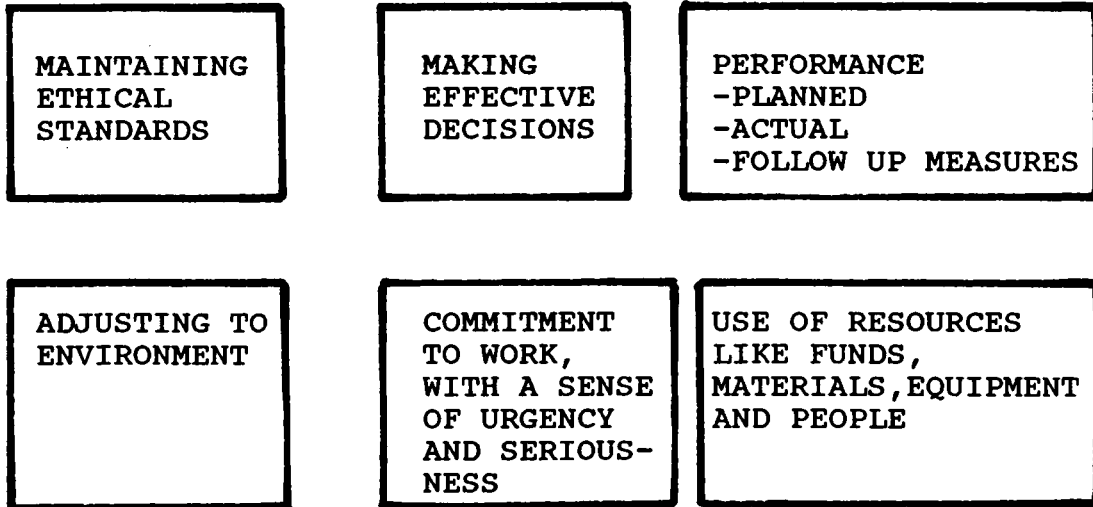 MAINTAINING
ETHICAL
STANDARDS
MAKING
EFFECTIVE
DECISIONS
PERFORMANCE
-PLANNED
-ACTUAL
-FOLLOW UP MEASURES
ADJUSTING TO
ENVIRONMENT
COMMITMENT
TO WORK,
WITH A SENSE
OF URGENCY
AND SERIOUS-
NESS
USE OF RESOURCES
LIKE FUNDS,
MATERIALS,EQUIPMENT
AND PEOPLE